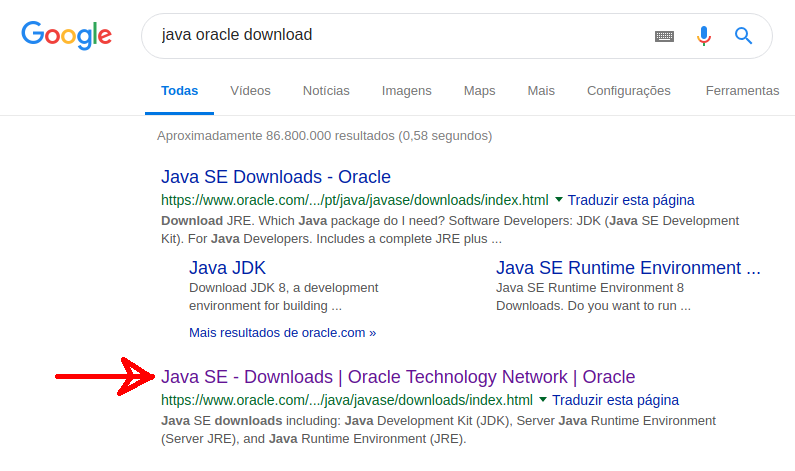 Google
java oracle download
Todas Vídeos Notícias Imagens Maps Mais Configurações Ferramentas
Aproximadamente 86.800.000 resultados (0,58 segundos)
Java SE Downloads - Oracle
https://www.oracle.com/.../pt/java/javase/downloads/index.html Traduzir esta página
Download JRE. Which Java package do I need? Software Developers: JDK (Java SE Development
Kit). For Java Developers. Includes a complete JRE plus ...
Java JDK
Download JDK 8, a development
environment for building ...
Java SE Runtime Environment ...
Java SE Runtime Environment 8
Downloads. Do you want to run ...
Mais resultados de oracle.com »
Java SE - Downloads | Oracle Technology Network | Oracle
https://www.oracle.com/.../java/javase/downloads/index.html Traduzir esta página
Java SE downloads including: Java Development Kit (JDK), Server Java Runtime Environment
(Server JRE), and Java Runtime Environment (JRE).